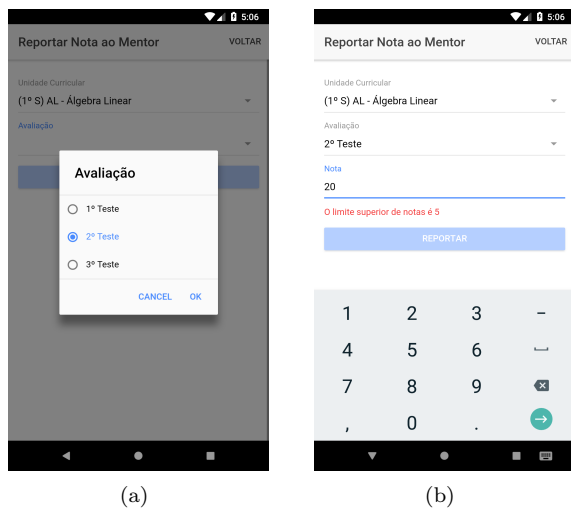 5:06
Reportar Nota ao Mentor VOLTAR
Unidade Curricular
(1º S) AL - Álgebra Linear
Avaliação
Avaliação
1º Teste
2º Teste
3º Teste
CANCEL OK
(a)
5:06
Reportar Nota ao Mentor VOLTAR
Unidade Curricular
(1º S) AL - Álgebra Linear
Avaliação
2º Teste
Nota
20
O limite superior de notas é 5
REPORTAR
1 2 3 -
4 5 6
7 8 9
, 0 .
(b)